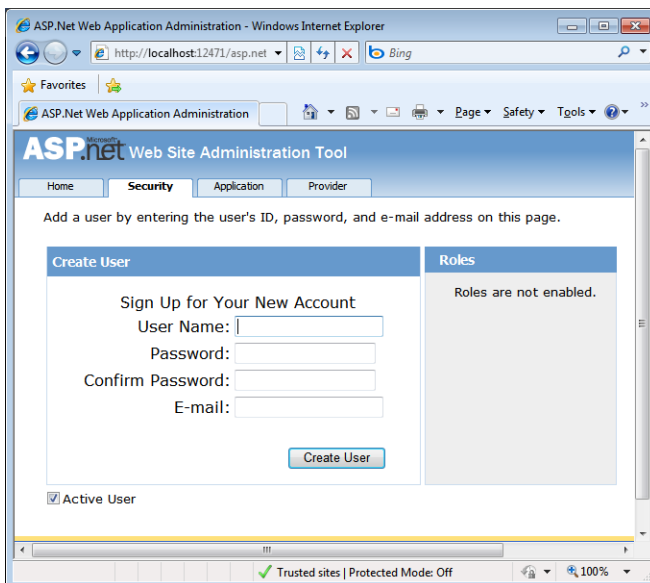 ASP.Net Web Application Administration - Windows Internet Explorer
http://localhost:12471/asp.net
Bing
Favorites
ASP.Net Web Application Administration
Page Safety Tools
Microsoft
ASP.net Web Site Administration Tool
Home Security Application Provider
Add a user by entering the user's ID, password, and e-mail address on this page.
Create User
Sign Up for Your New Account
User Name:
Password:
Confirm Password:
E-mail:
Create User
Roles
Roles are not enabled.
Active User
Trusted sites | Protected Mode: Off
100%